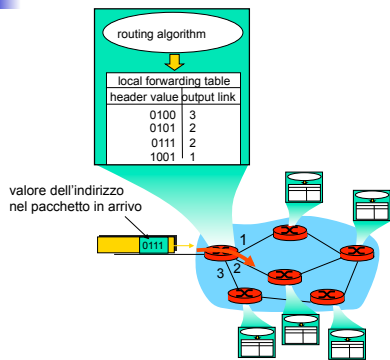 routing algorithm
local forwarding table
header value output link
0100 3
0101 2
0111 2
1001 1
valore dell'indirizzo
nel pacchetto in arrivo
0111
1
2
3